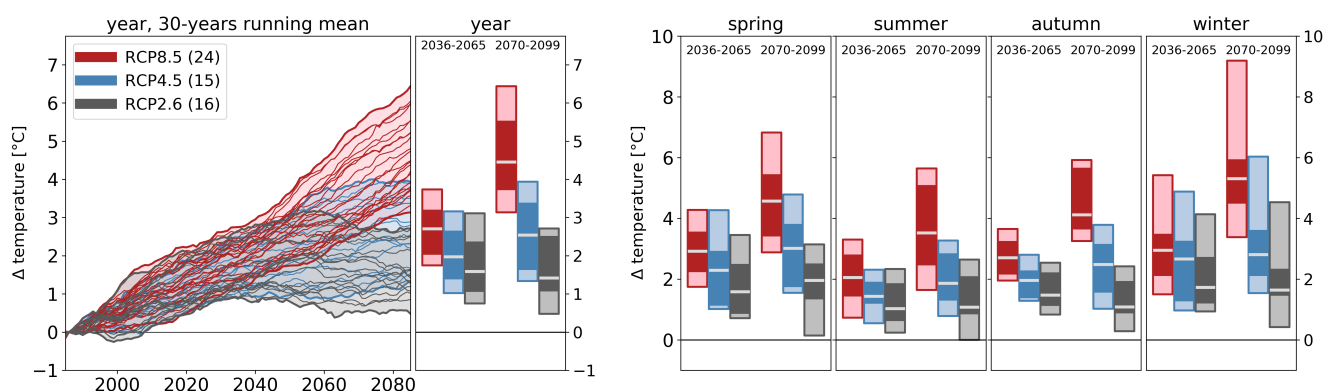 year, 30-years running mean
year
spring
summer
autumn
winter
2036-2065 2070-2099
2036-2065 2070-2099
2036-2065 2070-2099
2036-2065 2070-2099
2036-2065 2070-2099
RCP8.5 (24)
RCP4.5 (15)
RCP2.6 (16)
Δ temperature [°C]
7
6
5
4
3
2
1
0
−1
2000 2020 2040 2060 2080
7
6
5
4
3
2
1
0
−1
Δ temperature [°C]
10
8
6
4
2
0
10
8
6
4
2
0